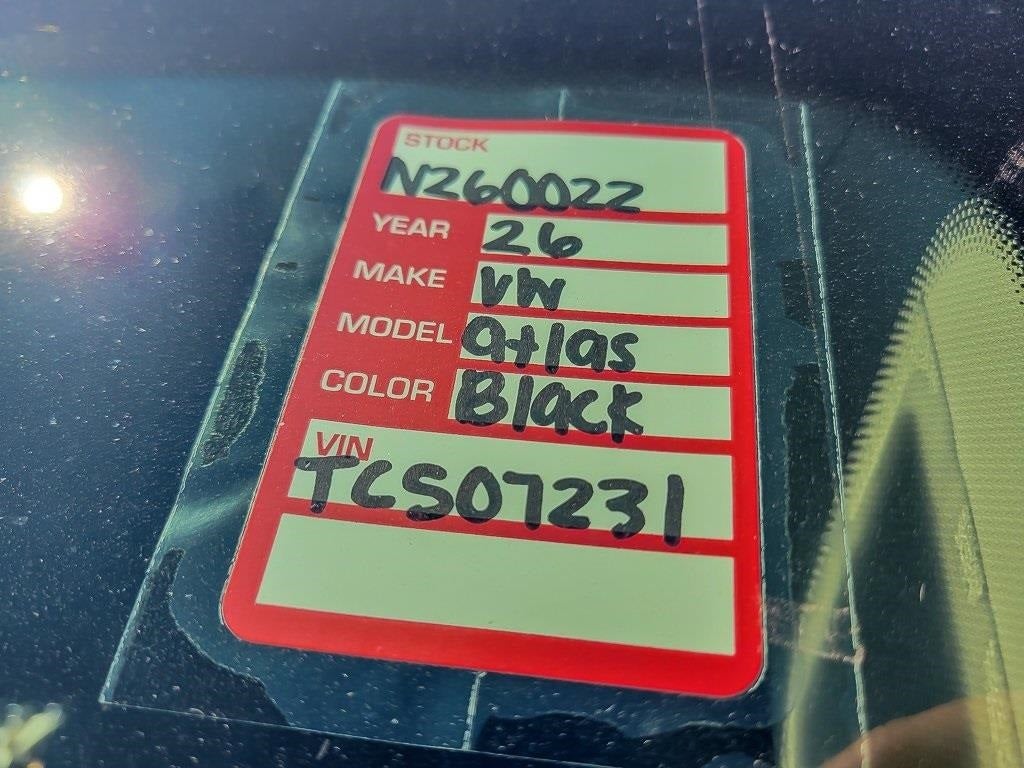 STOCK
N260022
YEAR 26
MAKE VW
MODEL Atlas
COLOR Black
VIN
TCS07231